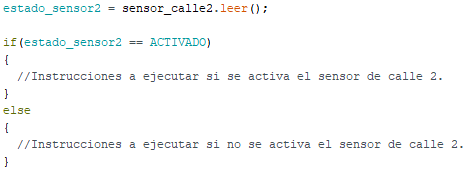 estado_sensor2 = sensor_calle2.leer();
if(estado_sensor2 == ACTIVADO)
{
  //Instrucciones a ejecutar si se activa el sensor de calle 2.
}
else
{
  //Instrucciones a ejecutar si no se activa el sensor de calle 2.
}